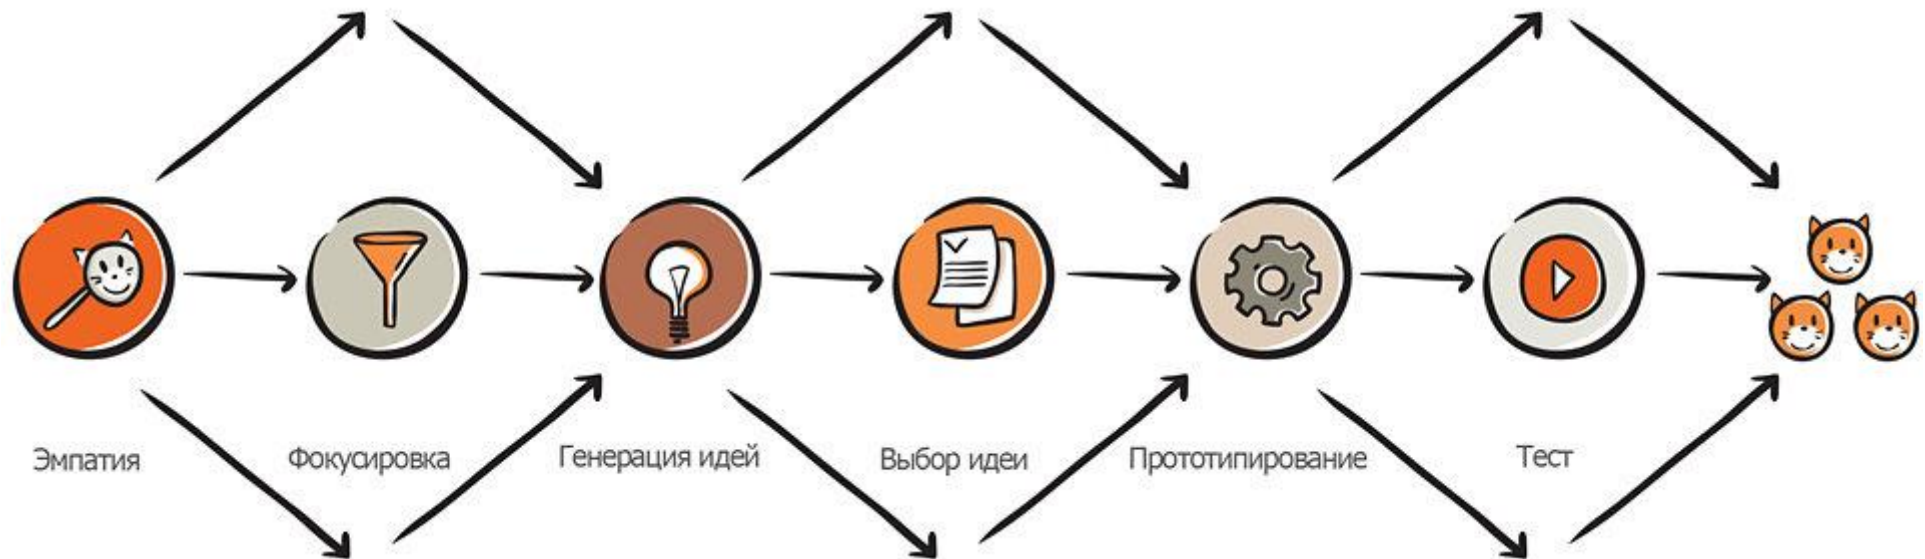 Эмпатия
Фокусировка
Генерация идей
Выбор идеи
Прототипирование
Тест